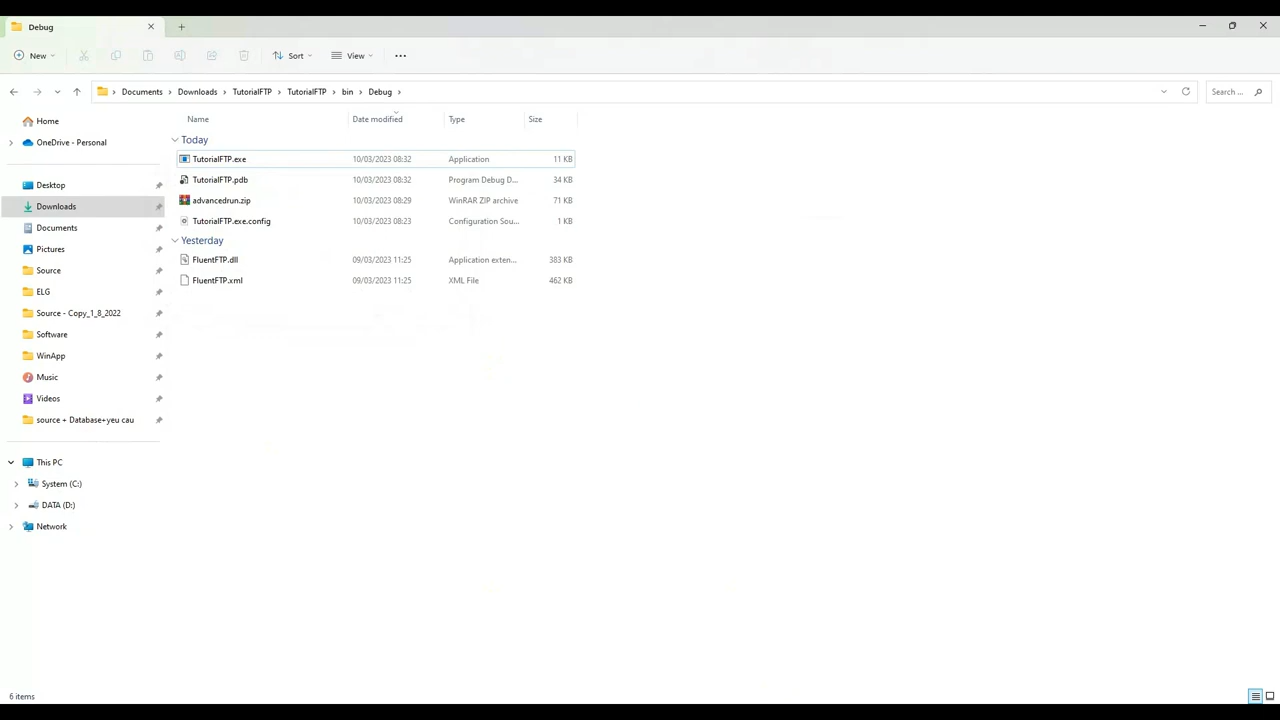 Debug
New
Sort
View
Documents
Downloads
TutorialFTP
TutorialFTP
bin
Debug
Search ...
Home
OneDrive - Personal
Desktop
Downloads
Documents
Pictures
Source
ELG
Source - Copy_1_8_2022
Software
WinApp
Music
Videos
source + Database+yeu cau
This PC
System (C:)
DATA (D:)
Network
Name Date modified Type Size
Today
TutorialFTP.exe 10/03/2023 08:32 Application 11 KB
TutorialFTP.pdb 10/03/2023 08:32 Program Debug D... 34 KB
advancedrun.zip 10/03/2023 08:29 WinRAR ZIP archive 71 KB
TutorialFTP.exe.config 10/03/2023 08:23 Configuration Sou... 1 KB
Yesterday
FluentFTP.dll 09/03/2023 11:25 Application exten... 383 KB
FluentFTP.xml 09/03/2023 11:25 XML File 462 KB
6 items